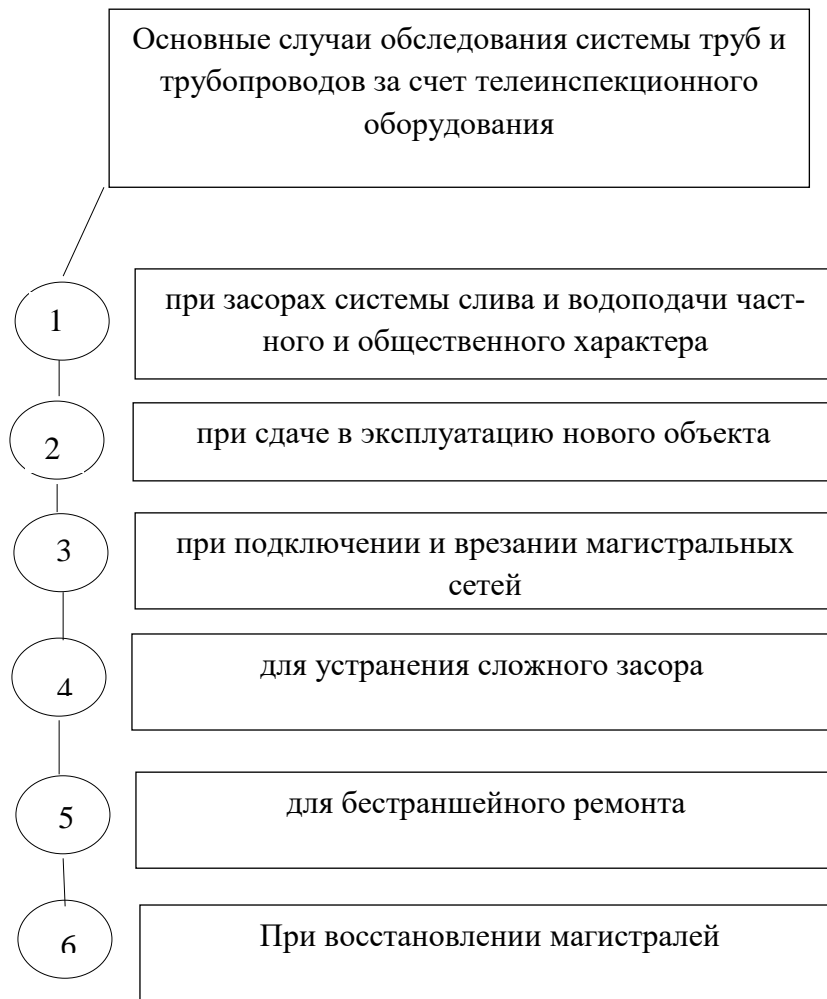 Основные случаи обследования системы труб и
трубопроводов за счет телеинспекционного
оборудования
1
при засорах системы слива и водоподачи част-
ного и общественного характера
2
при сдаче в эксплуатацию нового объекта
3
при подключении и врезании магистральных
сетей
4
для устранения сложного засора
5
для бестраншейного ремонта
6
При восстановлении магистралей